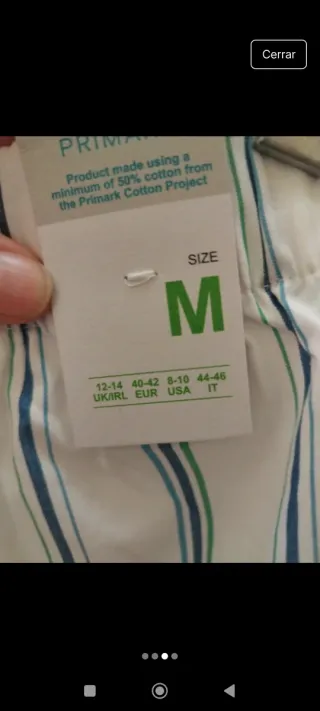 Cerrar
PRIMAR
Product made using a
minimum of 50% cotton from
the Primark Cotton Project
SIZE
M
12-14 40-42 8-10 44-46
UK/IRL EUR USA IT